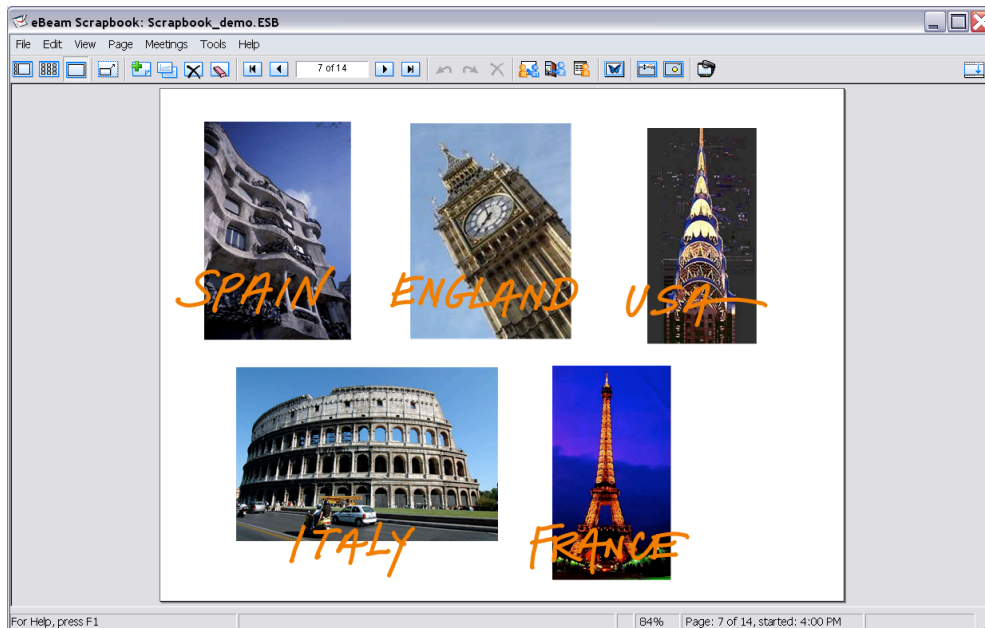 eBeam Scrapbook: Scrapbook_demo.ESB
File Edit View Page Meetings Tools Help
7 of 14
SPAIN ENGLAND USA
ITALY FRANCE
For Help, press F1 84% Page: 7 of 14, started: 4:00 PM